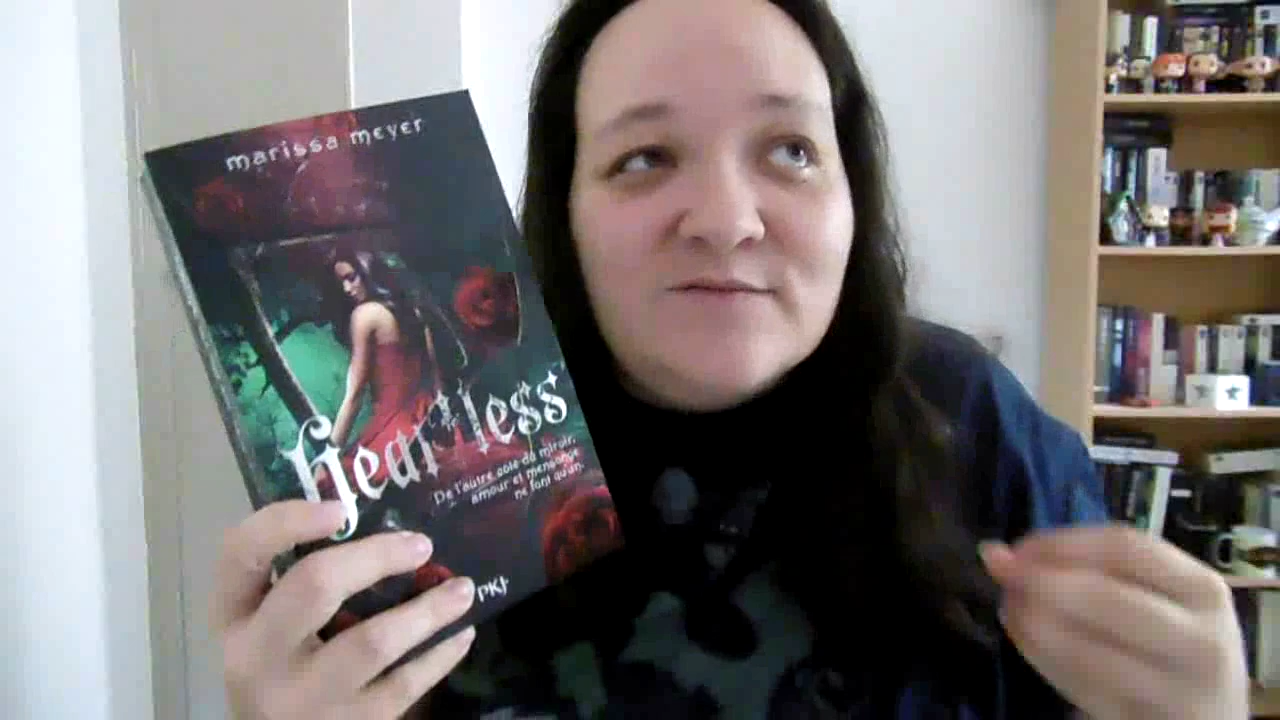 marissa meyer
Heartless
De l'autre côté du miroir,
amour et mensonge
ne font qu'un.
PKJ